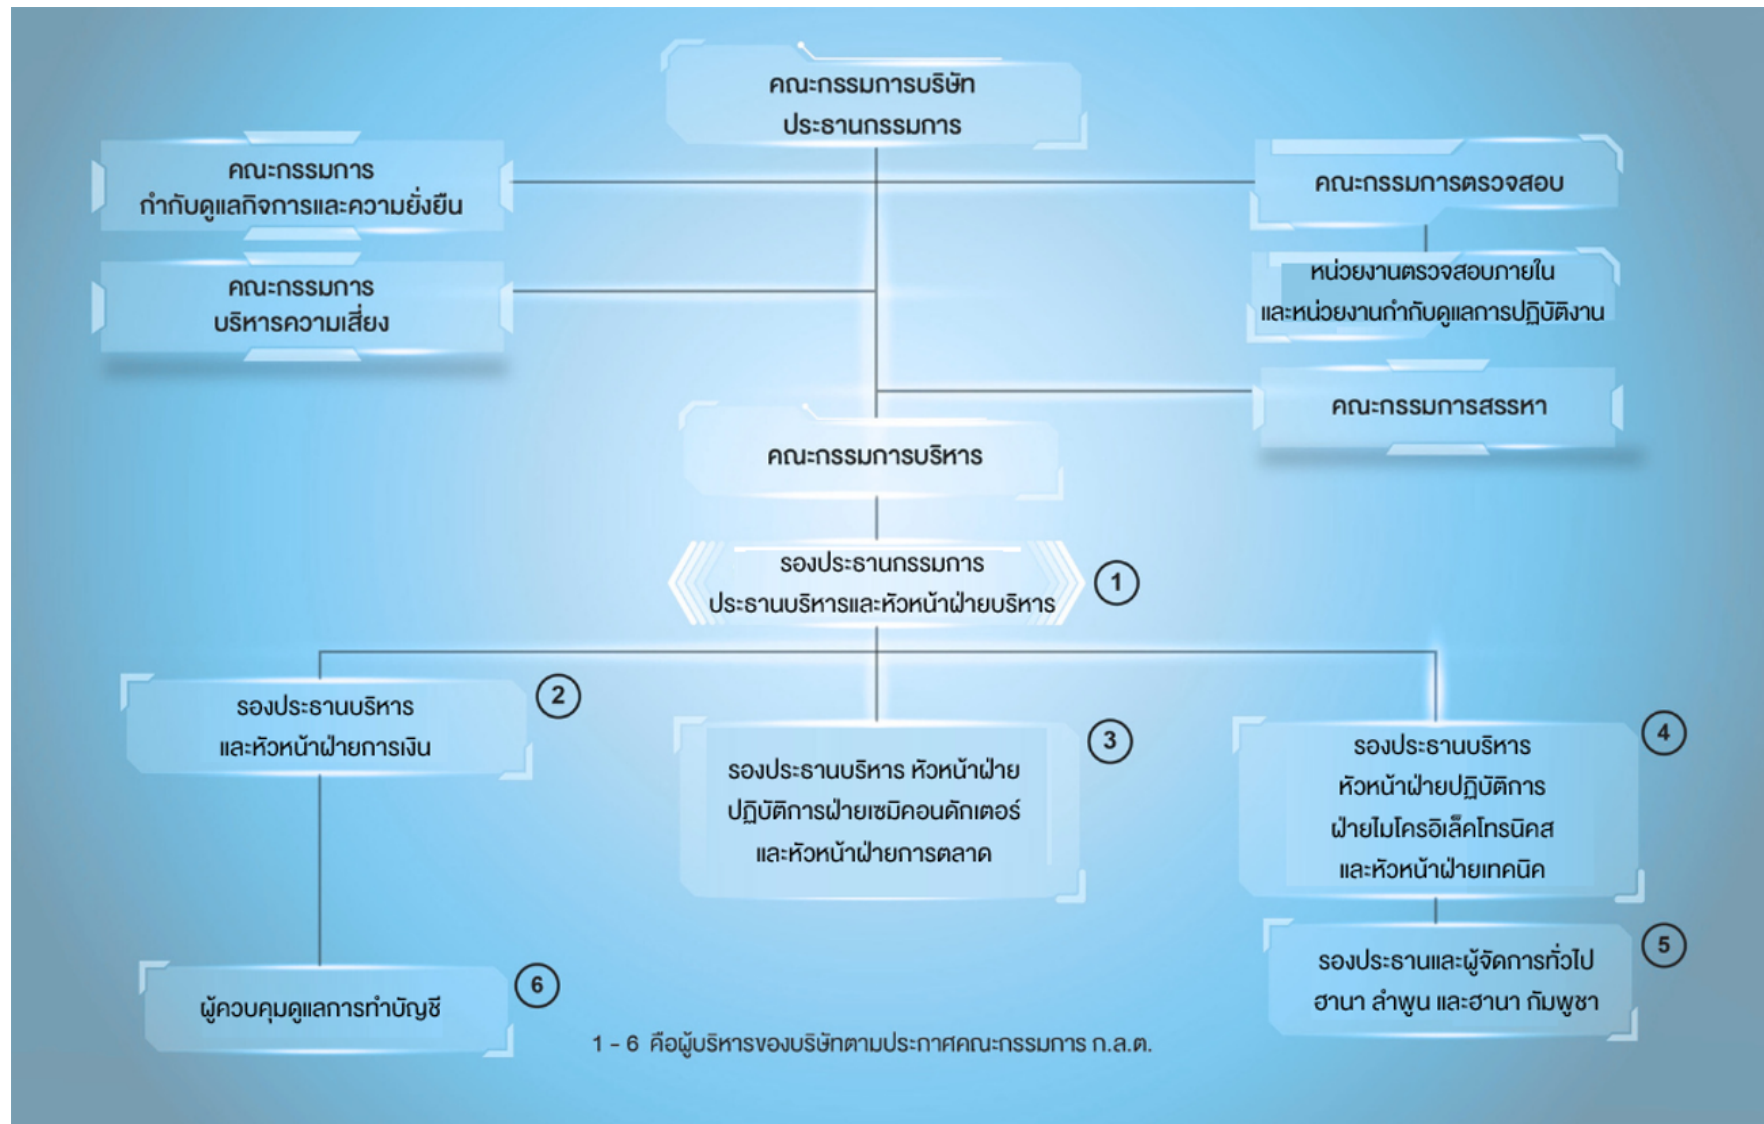 คณะกรรมการบริษัท
ประธานกรรมการ
คณะกรรมการ
กำกับดูแลกิจการและความยั่งยืน
คณะกรรมการตรวจสอบ
คณะกรรมการ
บริหารความเสี่ยง
หน่วยงานตรวจสอบภายใน
และหน่วยงานกำกับดูแลการปฏิบัติงาน
คณะกรรมการสรรหา
คณะกรรมการบริหาร
รองประธานกรรมการ
ประธานบริหารและหัวหน้าฝ่ายบริหาร
1
รองประธานบริหาร
และหัวหน้าฝ่ายการเงิน
2
รองประธานบริหาร หัวหน้าฝ่าย
ปฏิบัติการฝ่ายเซมิคอนดักเตอร์
และหัวหน้าฝ่ายการตลาด
3
รองประธานบริหาร
หัวหน้าฝ่ายปฏิบัติการ
ฝ่ายไมโครอิเล็คโทรนิคส
และหัวหน้าฝ่ายเทคนิค
4
รองประธานและผู้จัดการทั่วไป
ฮานา ลำพูน และฮานา กัมพูชา
5
ผู้ควบคุมดูแลการทำบัญชี
6
1 - 6 คือผู้บริหารของบริษัทตามประกาศคณะกรรมการ ก.ล.ต.